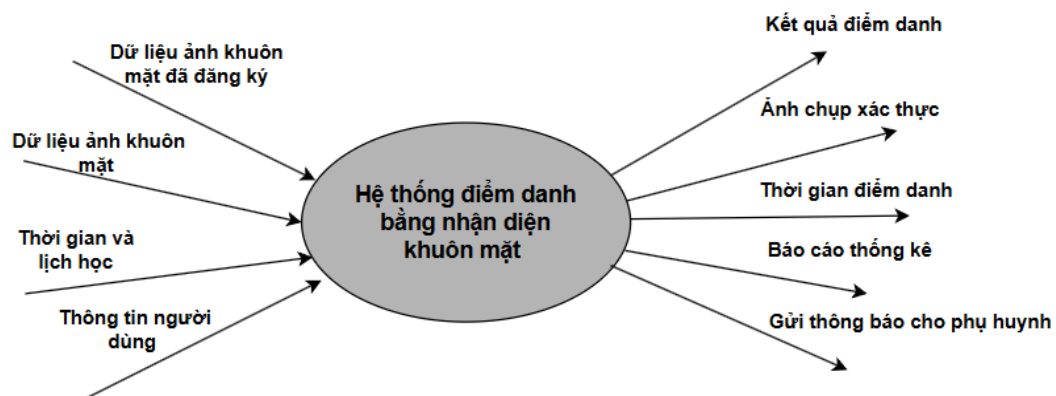 Dữ liệu ảnh khuôn
mặt đã đăng ký
Dữ liệu ảnh khuôn
mặt
Thời gian và
lịch học
Thông tin người
dùng
Hệ thống điểm danh
bằng nhận diện
khuôn mặt
Kết quả điểm danh
Ảnh chụp xác thực
Thời gian điểm danh
Báo cáo thống kê
Gửi thông báo cho phụ huynh